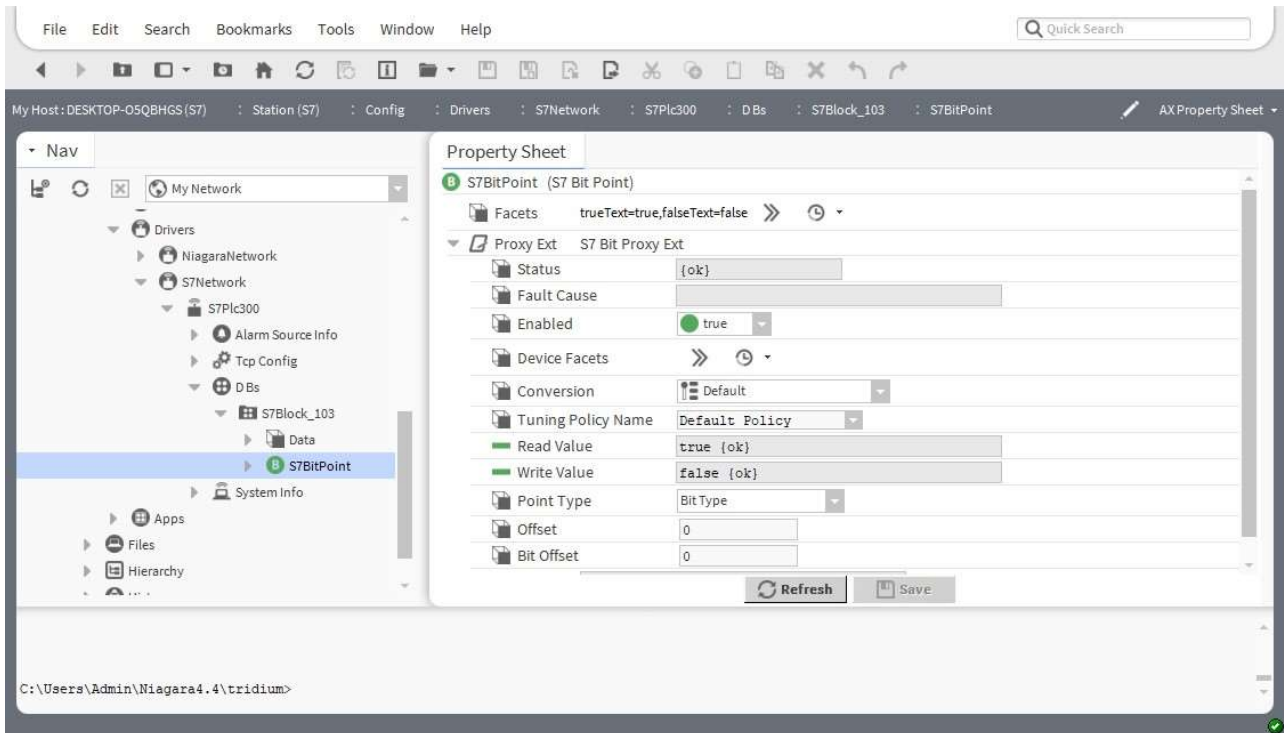 File Edit Search Bookmarks Tools Window Help
Quick Search
My Host : DESKTOP-O5QBHGS (S7) : Station (S7) : Config : Drivers : S7Network : S7Plc300 : DBs : S7Block_103 : S7BitPoint AX Property Sheet
Nav
My Network
Drivers
NiagaraNetwork
S7Network
S7Plc300
Alarm Source Info
Tcp Config
DBs
S7Block_103
Data
B S7BitPoint
System Info
Apps
Files
Hierarchy
Property Sheet
B S7BitPoint (S7 Bit Point)
Facets trueText=true,falseText=false
Proxy Ext S7 Bit Proxy Ext
Status {ok}
Fault Cause
Enabled true
Device Facets
Conversion Default
Tuning Policy Name Default Policy
Read Value true {ok}
Write Value false {ok}
Point Type Bit Type
Offset 0
Bit Offset 0
Refresh Save
C:\Users\Admin\Niagara4.4\tridium>